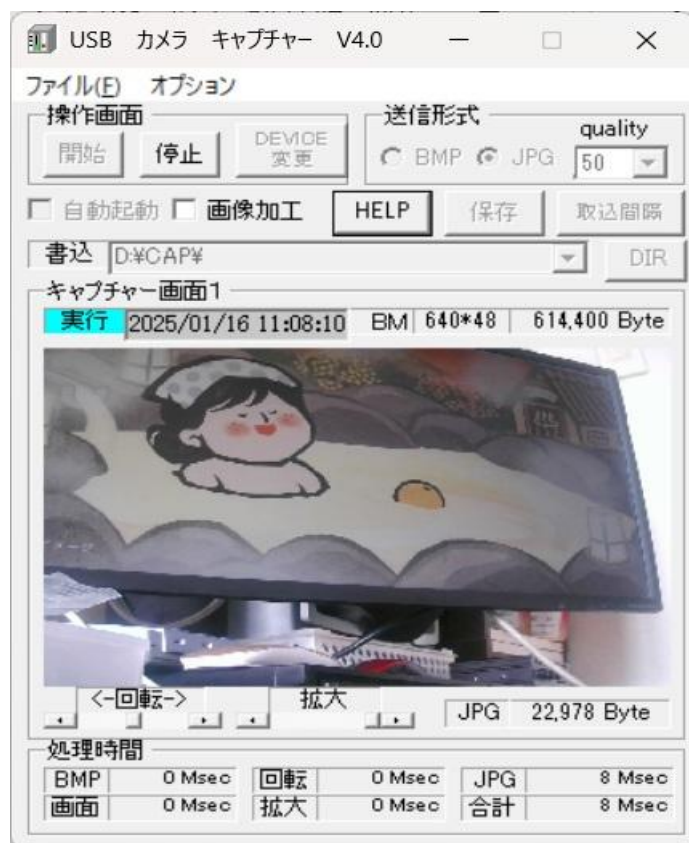 USB カメラ キャプチャー V4.0
ファイル(F) オプション
操作画面
送信形式
開始 停止 DEVICE変更 BMP JPG quality 50
自動起動 画像加工 HELP 保存 取込間隔
書込 D:¥CAP¥ DIR
キャプチャー画面1
実行 2025/01/16 11:08:10 BM 640*48 614,400 Byte
<-回転-> 拡大 JPG 22,978 Byte
処理時間
BMP 0 Msec 回転 0 Msec JPG 8 Msec
画面 0 Msec 拡大 0 Msec 合計 8 Msec